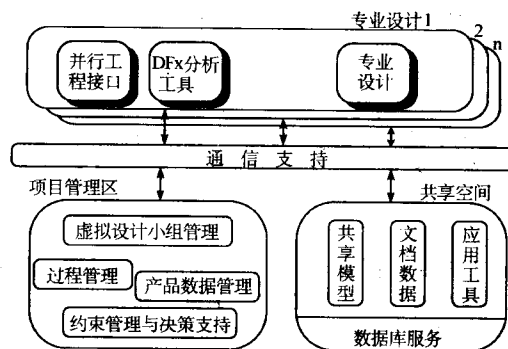 专业设计1
2
n
并行工程接口
DFx分析工具
专业设计
通信支持
项目管理区
共享空间
虚拟设计小组管理
过程管理
产品数据管理
约束管理与决策支持
共享模型
文档数据
应用工具
数据库服务